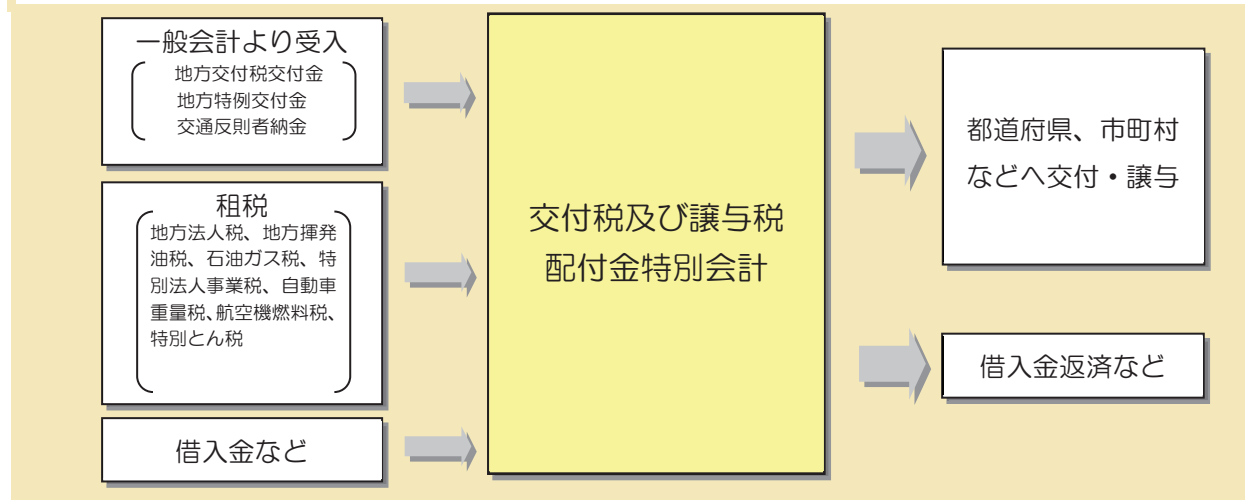 一般会計より受入
地方交付税交付金
地方特例交付金
交通反則者納金
租税
地方法人税、地方揮発
油税、石油ガス税、特
別法人事業税、自動車
重量税、航空機燃料税、
特別とん税
借入金など
交付税及び譲与税
配付金特別会計
都道府県、市町村
などへ交付・譲与
借入金返済など